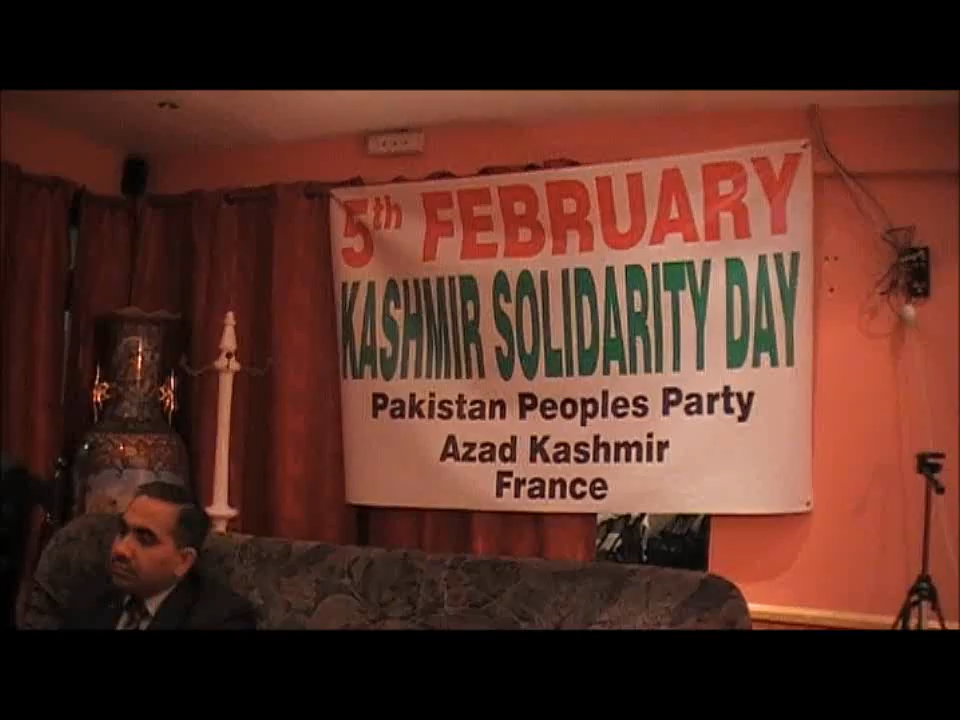 5th FEBRUARY
KASHMIR SOLIDARITY DAY
Pakistan Peoples Party
Azad Kashmir
France